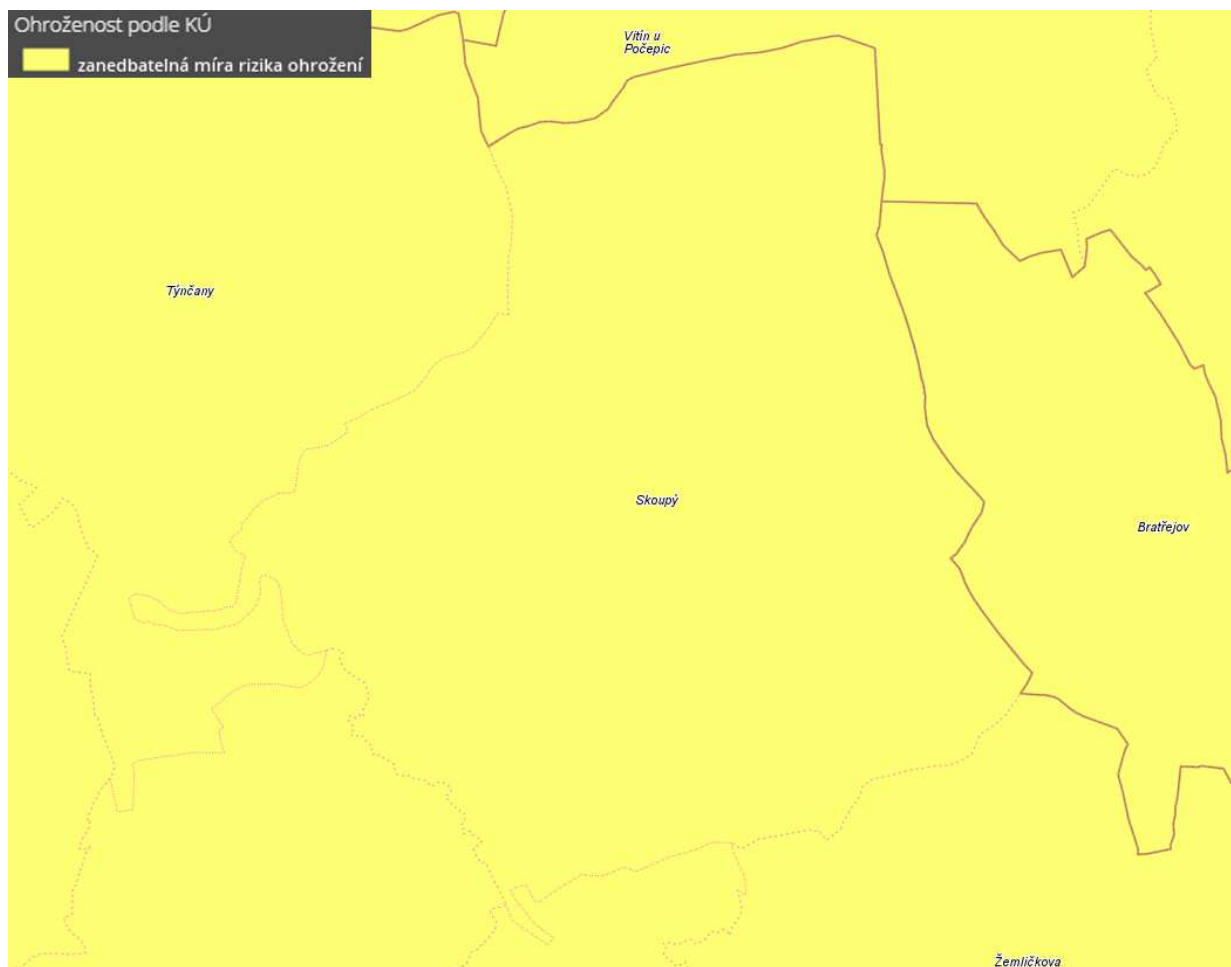 Ohroženost podle KÚ
zanedbatelná míra rizika ohrožení
Vítín u
Počepic
Týnčany
Skoupý
Bratřejov
Žemličkova